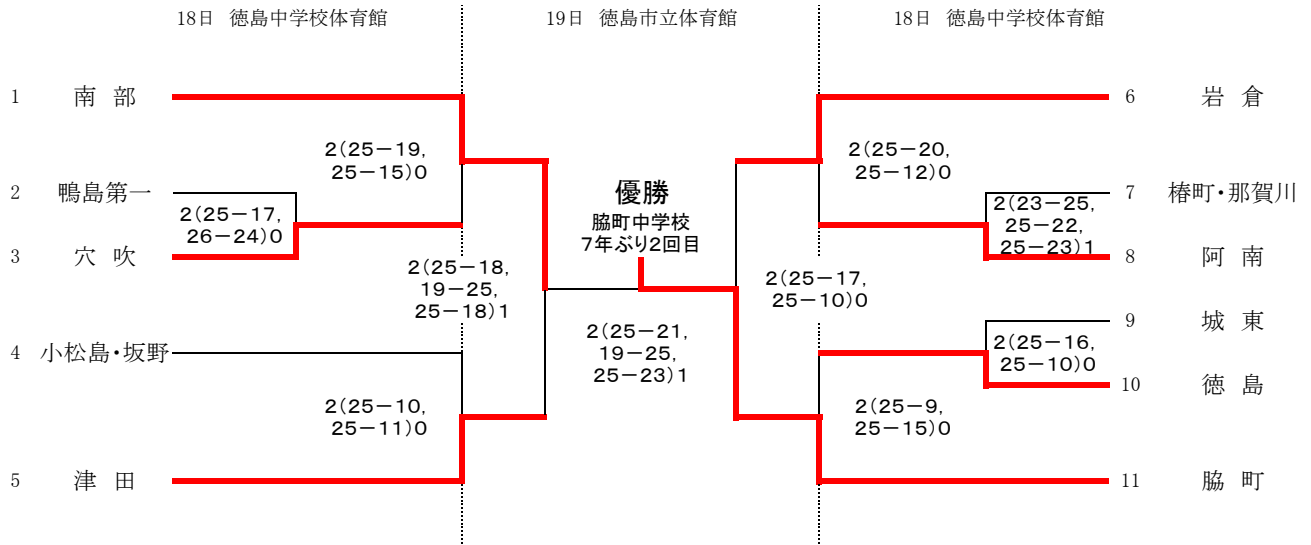 18日 徳島中学校体育館
19日 徳島市立体育館
18日 徳島中学校体育館
1 南 部
2 鴨島第一
3 穴 吹
4 小松島・坂野
5 津 田
2(25－19,
25－15)0
2(25－17,
26－24)0
2(25－18,
19－25,
25－18)1
2(25－10,
25－11)0
優勝
脇町中学校
7年ぶり2回目
2(25－21,
19－25,
25－23)1
2(25－20,
25－12)0
2(23－25,
25－22,
25－23)1
2(25－17,
25－10)0
2(25－16,
25－10)0
2(25－9,
25－15)0
6 岩 倉
7 椿町・那賀川
8 阿 南
9 城 東
10 徳 島
11 脇 町